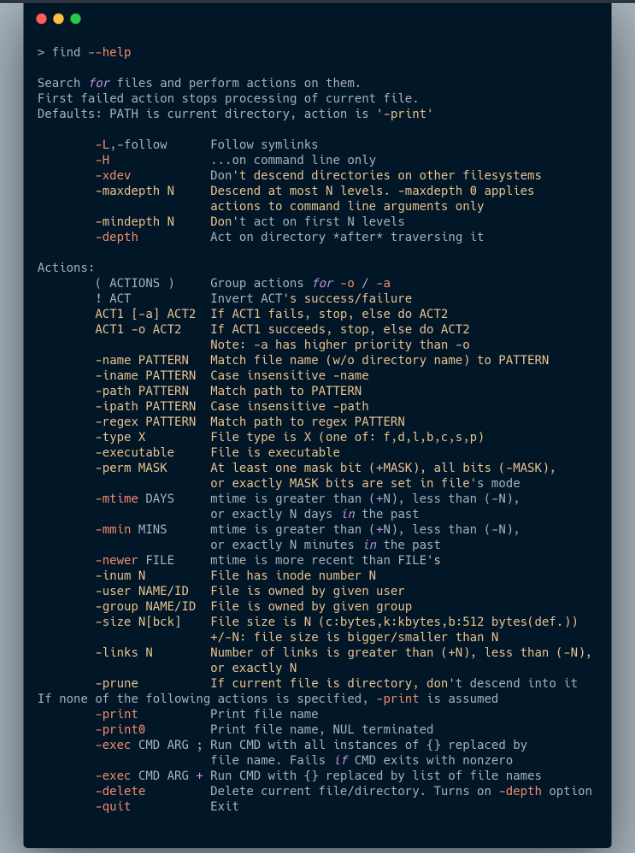 > find --help
Search for files and perform actions on them.
First failed action stops processing of current file.
Defaults: PATH is current directory, action is '-print'
-L,-follow Follow symlinks
-H ...on command line only
-xdev Don't descend directories on other filesystems
-maxdepth N Descend at most N levels. -maxdepth 0 applies
actions to command line arguments only
-mindepth N Don't act on first N levels
-depth Act on directory *after* traversing it
Actions:
( ACTIONS ) Group actions for -o / -a
! ACT Invert ACT's success/failure
ACT1 [-a] ACT2 If ACT1 fails, stop, else do ACT2
ACT1 -o ACT2 If ACT1 succeeds, stop, else do ACT2
Note: -a has higher priority than -o
-name PATTERN Match file name (w/o directory name) to PATTERN
-iname PATTERN Case insensitive -name
-path PATTERN Match path to PATTERN
-ipath PATTERN Case insensitive -path
-regex PATTERN Match path to regex PATTERN
-type X File type is X (one of: f,d,l,b,c,s,p)
-executable File is executable
-perm MASK At least one mask bit (+MASK), all bits (-MASK),
or exactly MASK bits are set in file's mode
-mtime DAYS mtime is greater than (+N), less than (-N),
or exactly N days in the past
-mmin MINS mtime is greater than (+N), less than (-N),
or exactly N minutes in the past
-newer FILE mtime is more recent than FILE's
-inum N File has inode number N
-user NAME/ID File is owned by given user
-group NAME/ID File is owned by given group
-size N[bck] File size is N (c:bytes,k:kbytes,b:512 bytes(def.))
+/-N: file size is bigger/smaller than N
-links N Number of links is greater than (+N), less than (-N),
or exactly N
-prune If current file is directory, don't descend into it
If none of the following actions is specified, -print is assumed
-print Print file name
-print0 Print file name, NUL terminated
-exec CMD ARG ; Run CMD with all instances of {} replaced by
file name. Fails if CMD exits with nonzero
-exec CMD ARG + Run CMD with {} replaced by list of file names
-delete Delete current file/directory. Turns on -depth option
-quit Exit